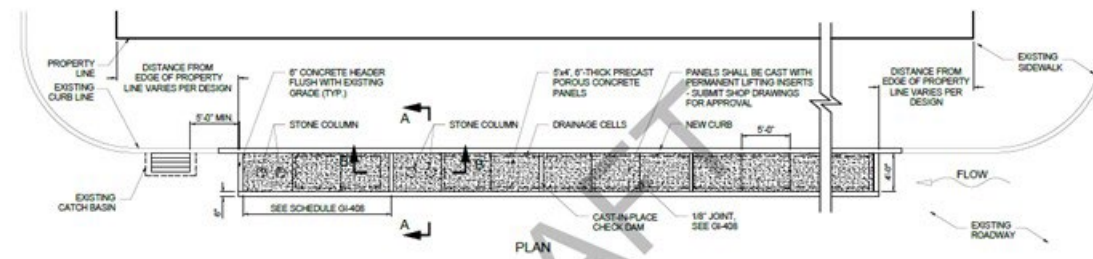 PROPERTY
LINE
EXISTING
CURB LINE
DISTANCE FROM
EDGE OF PROPERTY
LINE VARIES PER
DESIGN
6" CONCRETE HEADER
FLUSH WITH EXISTING
GRADE (TYP.)
5'x4', 6"-THICK PRECAST
POROUS CONCRETE
PANELS
PANELS SHALL BE CAST WITH
PERMANENT LIFTING INSERTS
- SUBMIT SHOP DRAWINGS
FOR APPROVAL
DISTANCE FROM
EDGE OF PROPERTY
LINE VARIES PER
DESIGN
EXISTING
SIDEWALK
5'-0" MIN.
STONE COLUMN
A
STONE COLUMN
DRAINAGE CELLS
NEW CURB
5'-0"
B
B
4'-0"
FLOW
EXISTING
CATCH BASIN
6"
SEE SCHEDULE GI-408
A
CAST-IN-PLACE
CHECK DAM
1/8" JOINT,
SEE GI-408
EXISTING
ROADWAY
PLAN
DRAFT